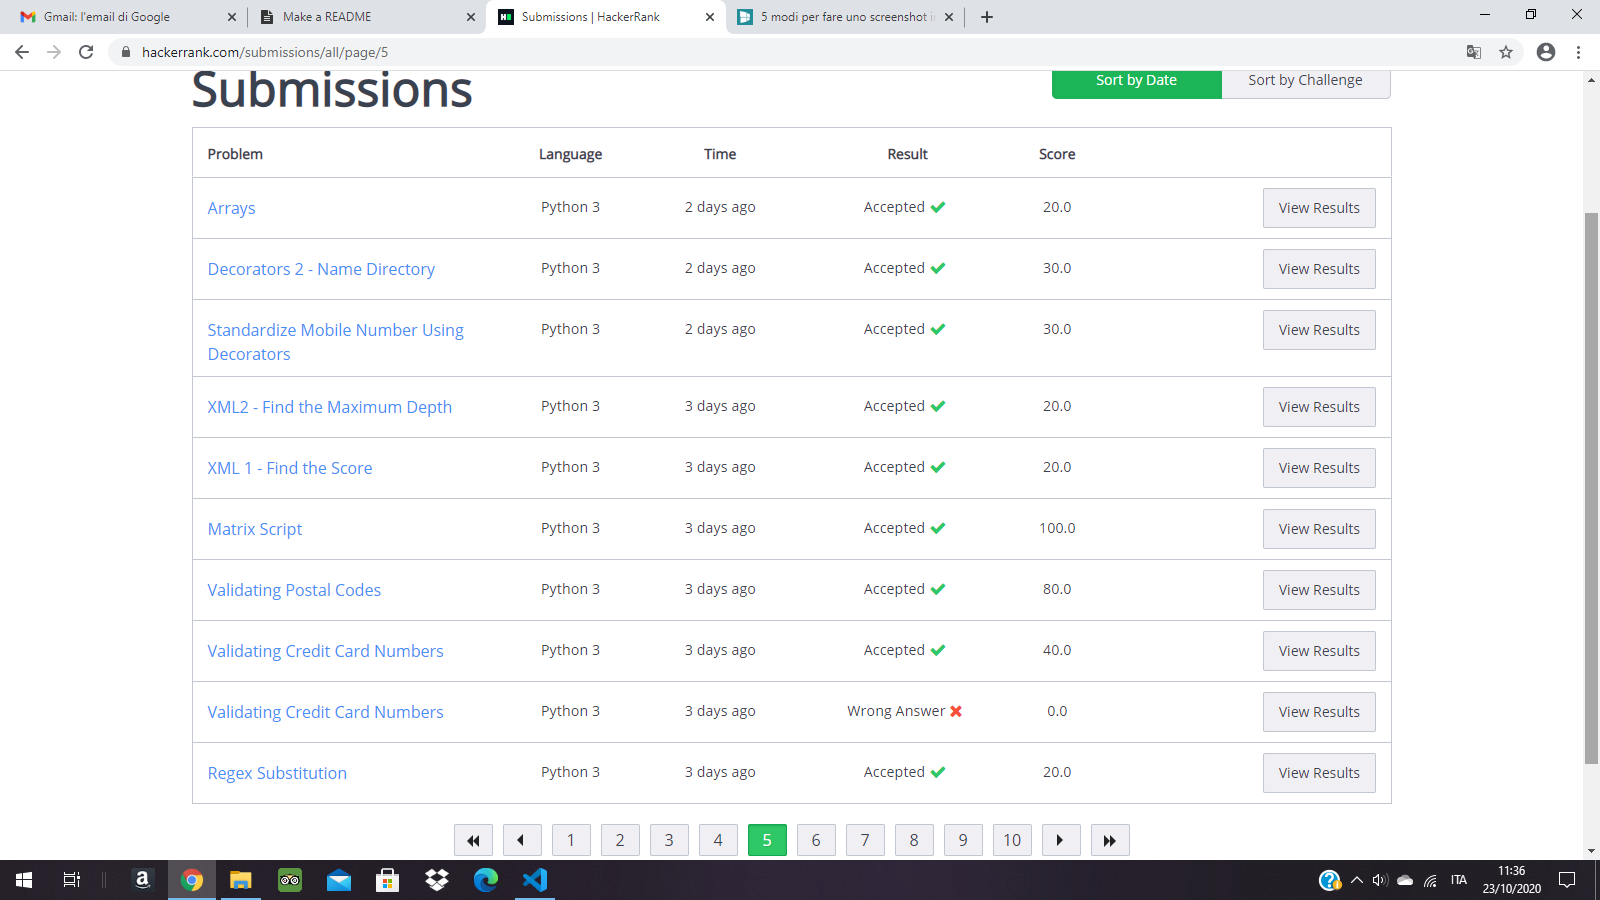 Gmail: l'email di Google
Make a README
Submissions | HackerRank
5 modi per fare uno screenshot i
hackerrank.com/submissions/all/page/5
Submissions
Sort by Date
Sort by Challenge
Problem Language Time Result Score
Arrays Python 3 2 days ago Accepted 20.0 View Results
Decorators 2 - Name Directory Python 3 2 days ago Accepted 30.0 View Results
Standardize Mobile Number Using Python 3 2 days ago Accepted 30.0 View Results
Decorators
XML2 - Find the Maximum Depth Python 3 3 days ago Accepted 20.0 View Results
XML 1 - Find the Score Python 3 3 days ago Accepted 20.0 View Results
Matrix Script Python 3 3 days ago Accepted 100.0 View Results
Validating Postal Codes Python 3 3 days ago Accepted 80.0 View Results
Validating Credit Card Numbers Python 3 3 days ago Accepted 40.0 View Results
Validating Credit Card Numbers Python 3 3 days ago Wrong Answer 0.0 View Results
Regex Substitution Python 3 3 days ago Accepted 20.0 View Results
1 2 3 4 5 6 7 8 9 10
ITA
11:36
23/10/2020